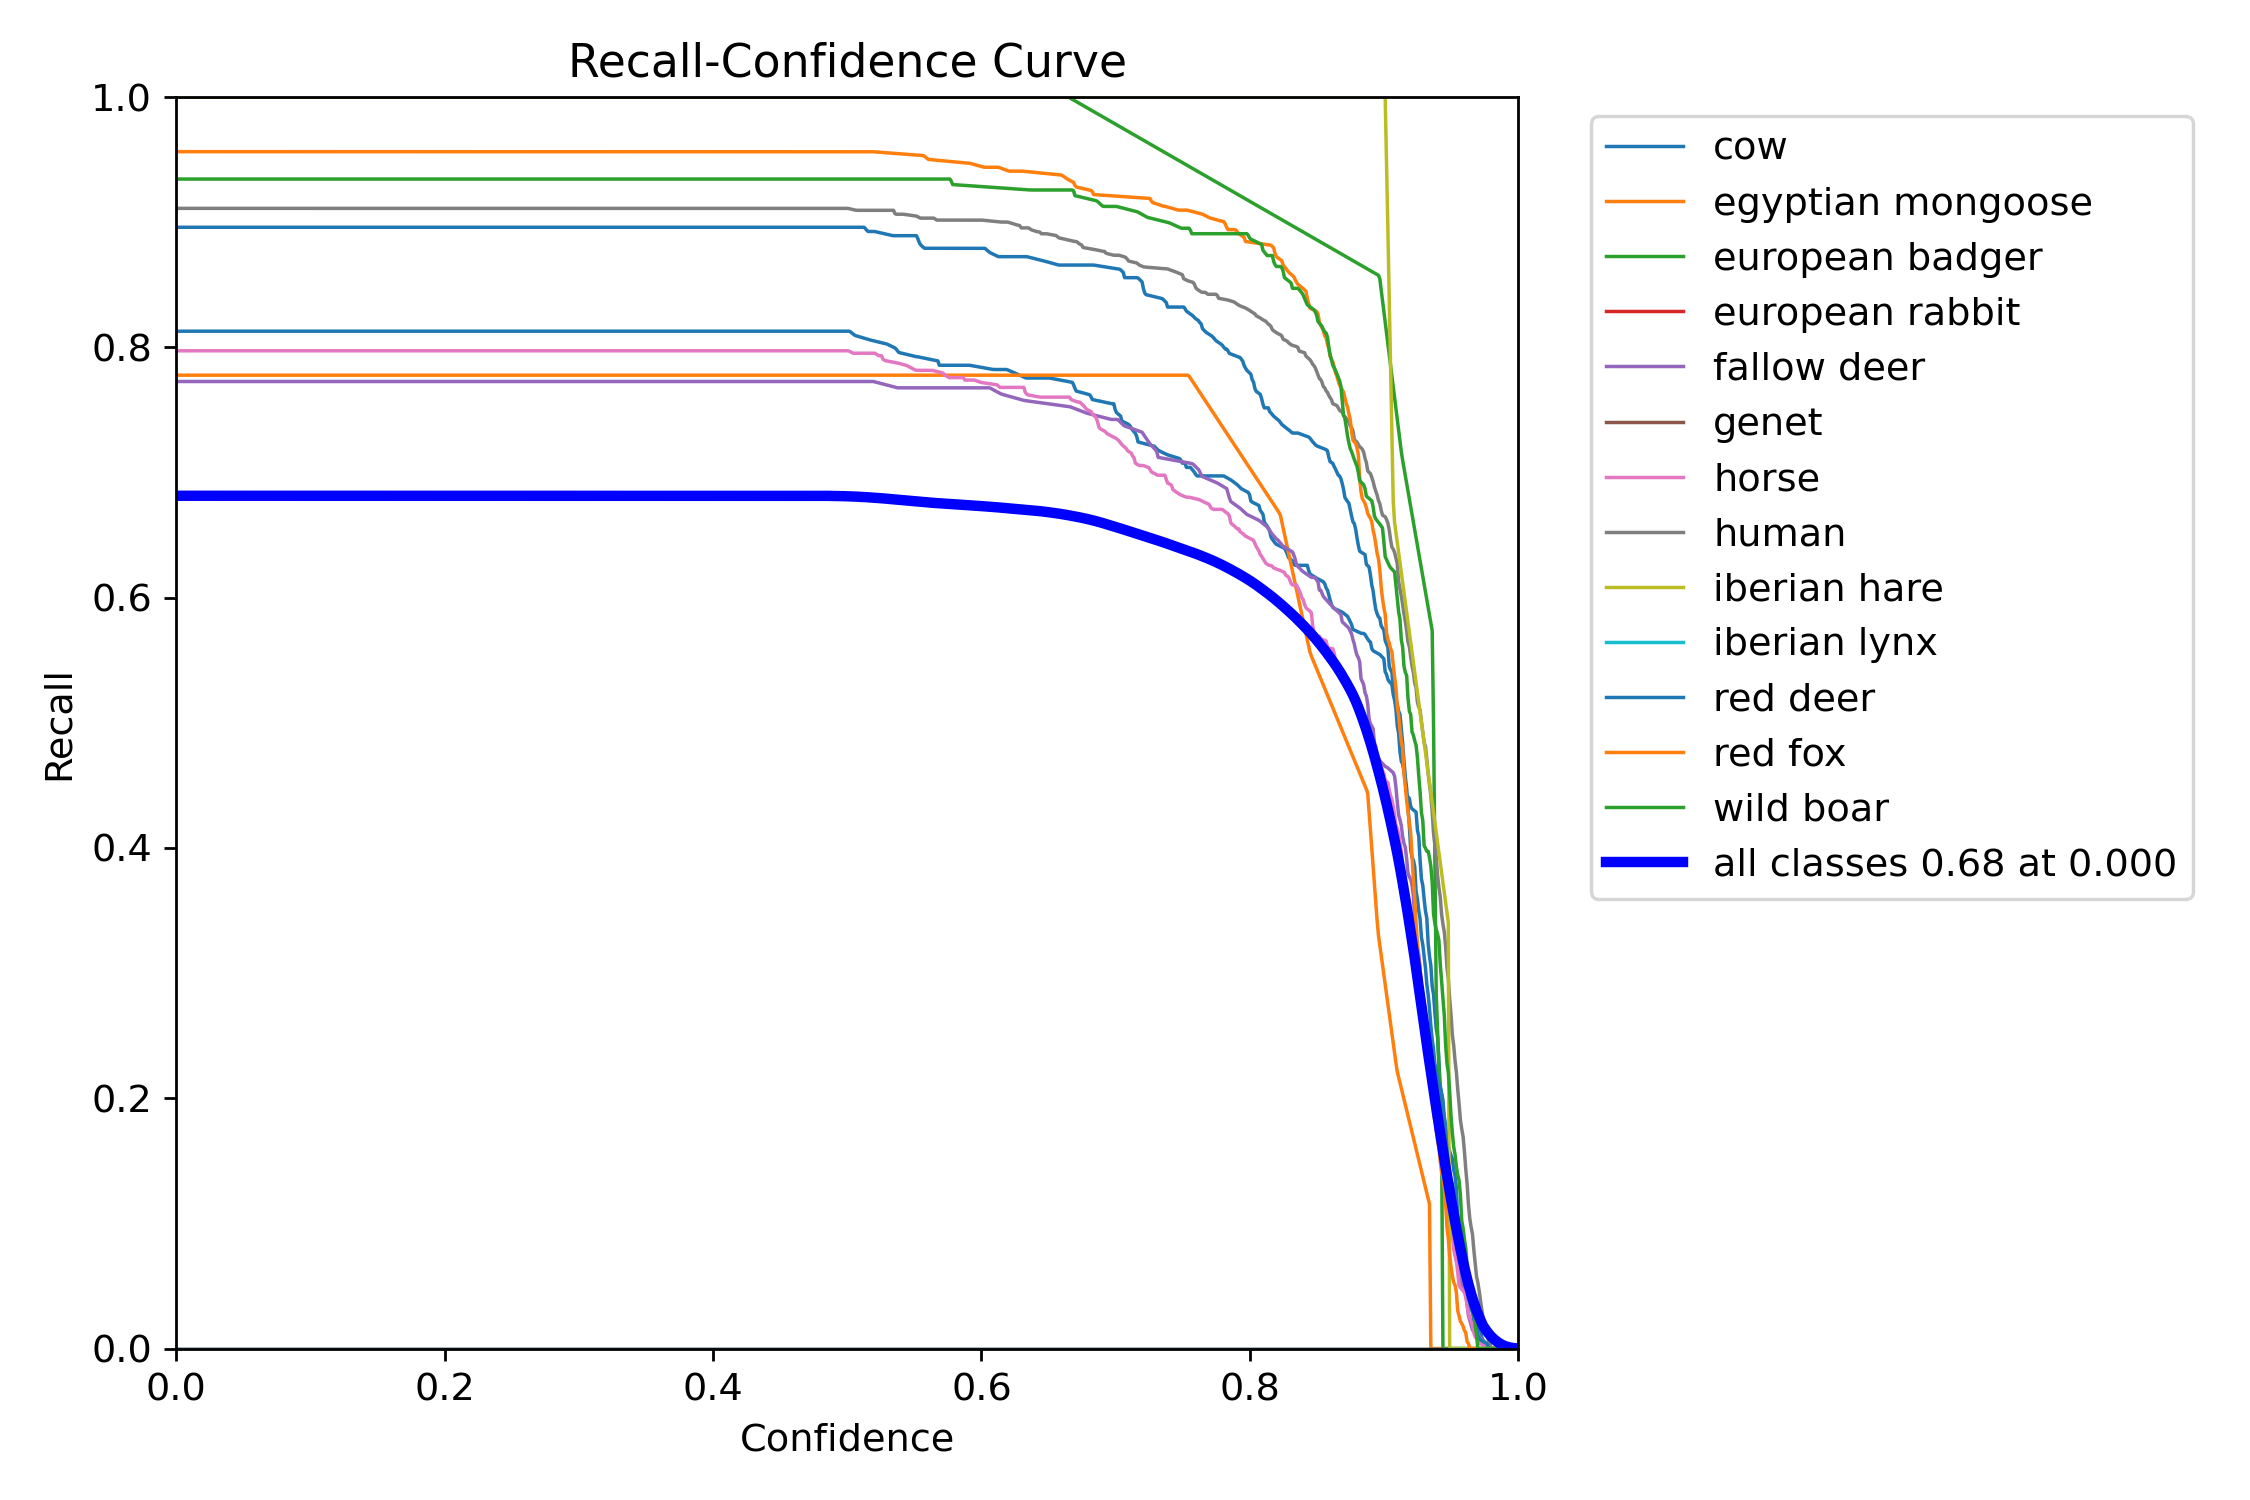 Recall-Confidence Curve
1.0
0.8
0.6
0.4
0.2
0.0
Recall
0.0 0.2 0.4 0.6 0.8 1.0
Confidence
cow
egyptian mongoose
european badger
european rabbit
fallow deer
genet
horse
human
iberian hare
iberian lynx
red deer
red fox
wild boar
all classes 0.68 at 0.000